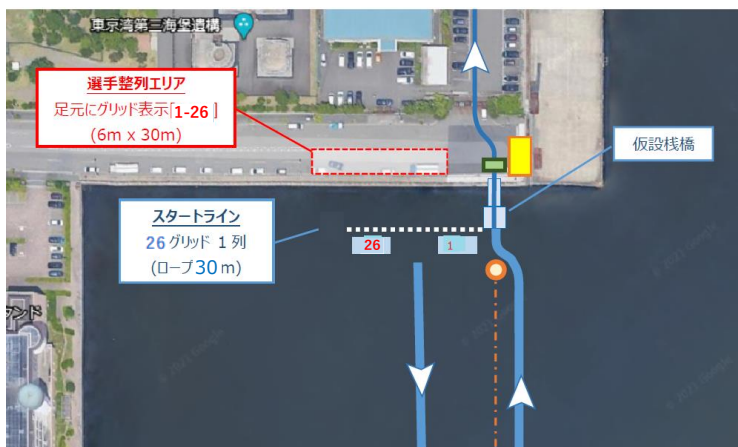 東京湾第三海堡遺構
選手整列エリア
足元にグリッド表示[1-26 ]
(6m x 30m)
仮設桟橋
スタートライン
26 グリッド 1 列
(ロープ30ｍ)
26
1
ンド
© 2021 Google